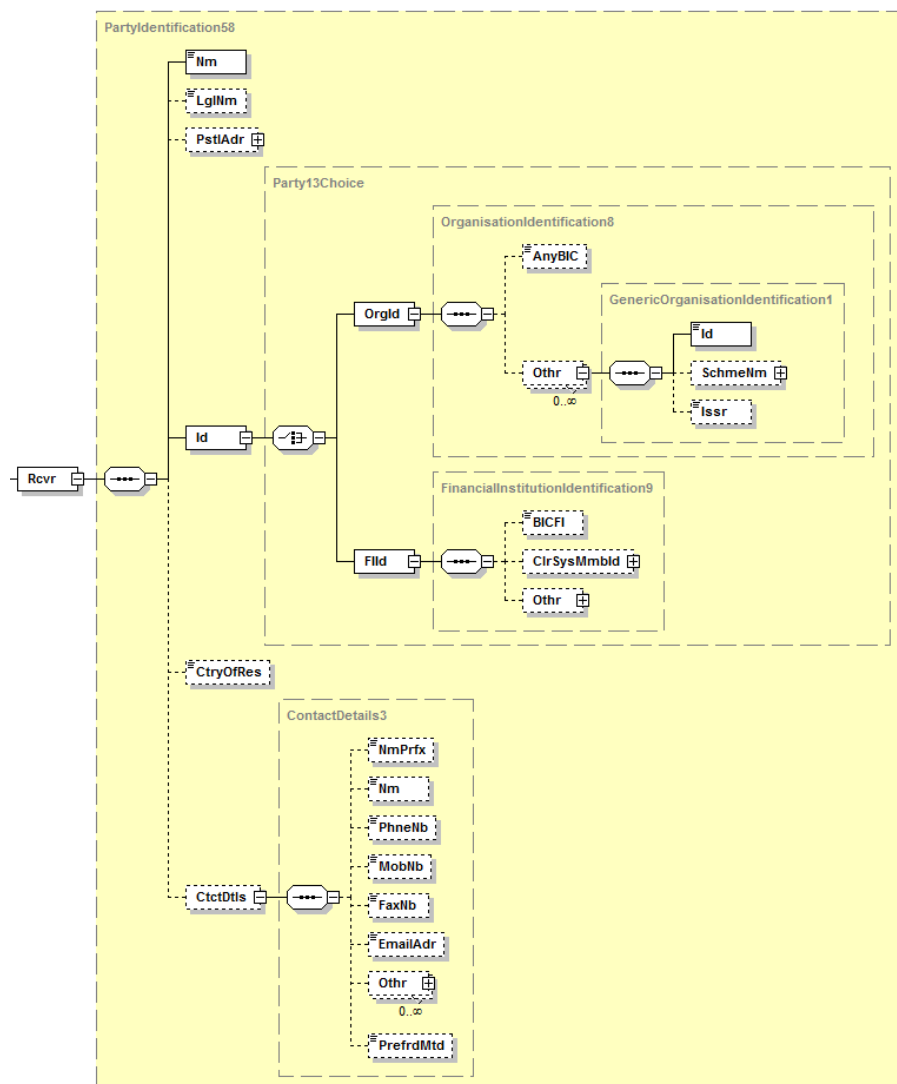 PartyIdentification58
Nm
LglNm
PstlAdr
Party13Choice
OrganisationIdentification8
AnyBIC
GenericOrganisationIdentification1
OrgId
Id
Othr
SchmeNm
0..∞
Issr
Id
Rcvr
FinancialInstitutionIdentification9
BICFI
FIId
ClrSysMmbId
Othr
CtryOfRes
ContactDetails3
NmPrfx
Nm
PhneNb
MobNb
CtctDtls
FaxNb
EmailAdr
Othr
0..∞
PrefrdMtd